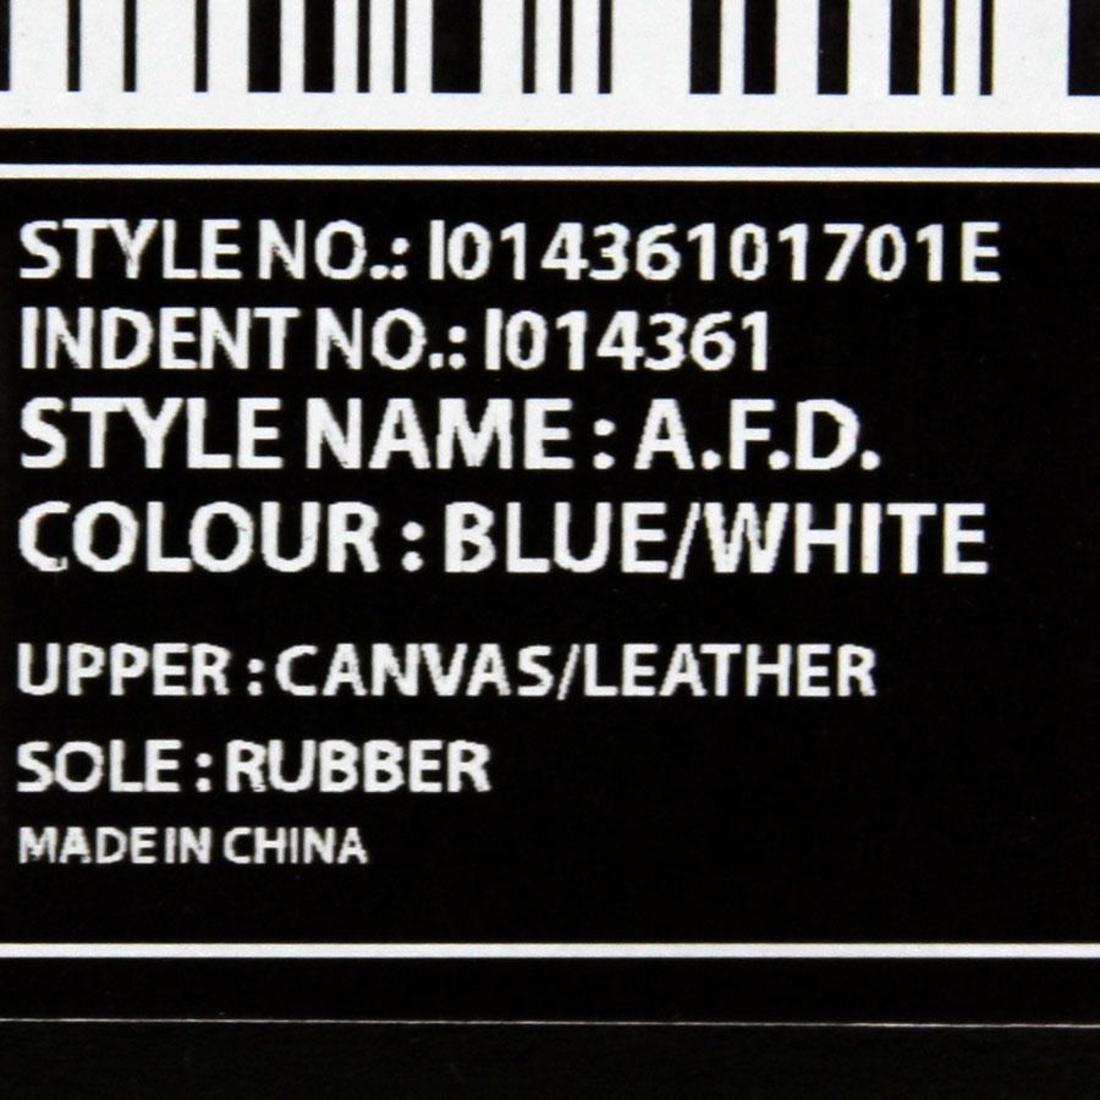 STYLE NO.: I01436101701E
INDENT NO.: I014361
STYLE NAME : A.F.D.
COLOUR : BLUE/WHITE
UPPER : CANVAS/LEATHER
SOLE : RUBBER
MADE IN CHINA